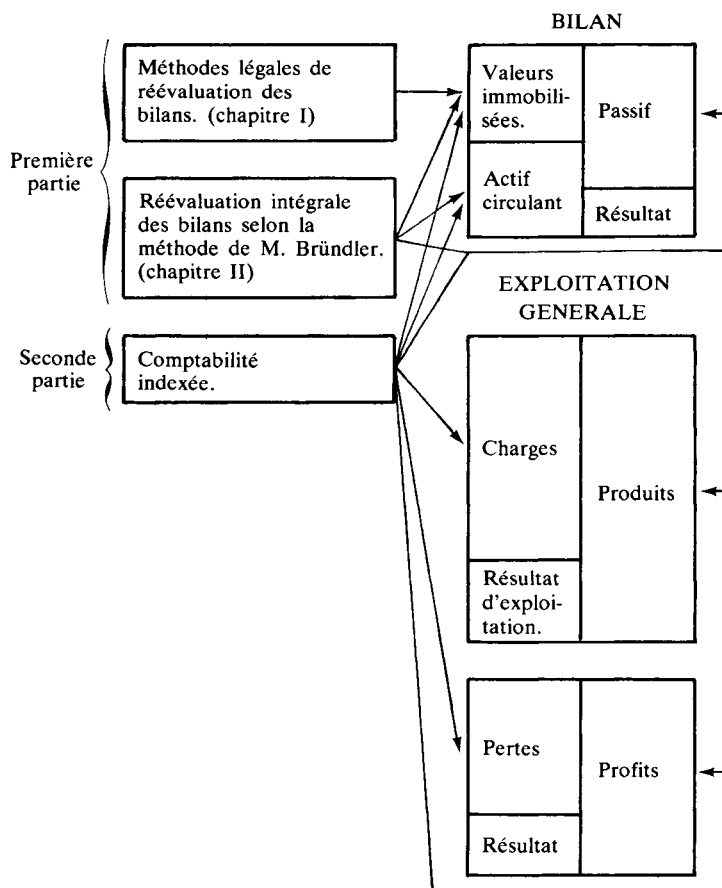 Première
partie
Méthodes légales de
réévaluation des
bilans. (chapitre I)
Réévaluation intégrale
des bilans selon la
méthode de M. Bründler.
(chapitre II)
Seconde
partie
Comptabilité
indexée.
BILAN
Valeurs
immobili-
sées.
Actif
circulant
Passif
Résultat
EXPLOITATION
GENERALE
Charges
Résultat
d'exploi-
tation.
Produits
Pertes
Résultat
Profits